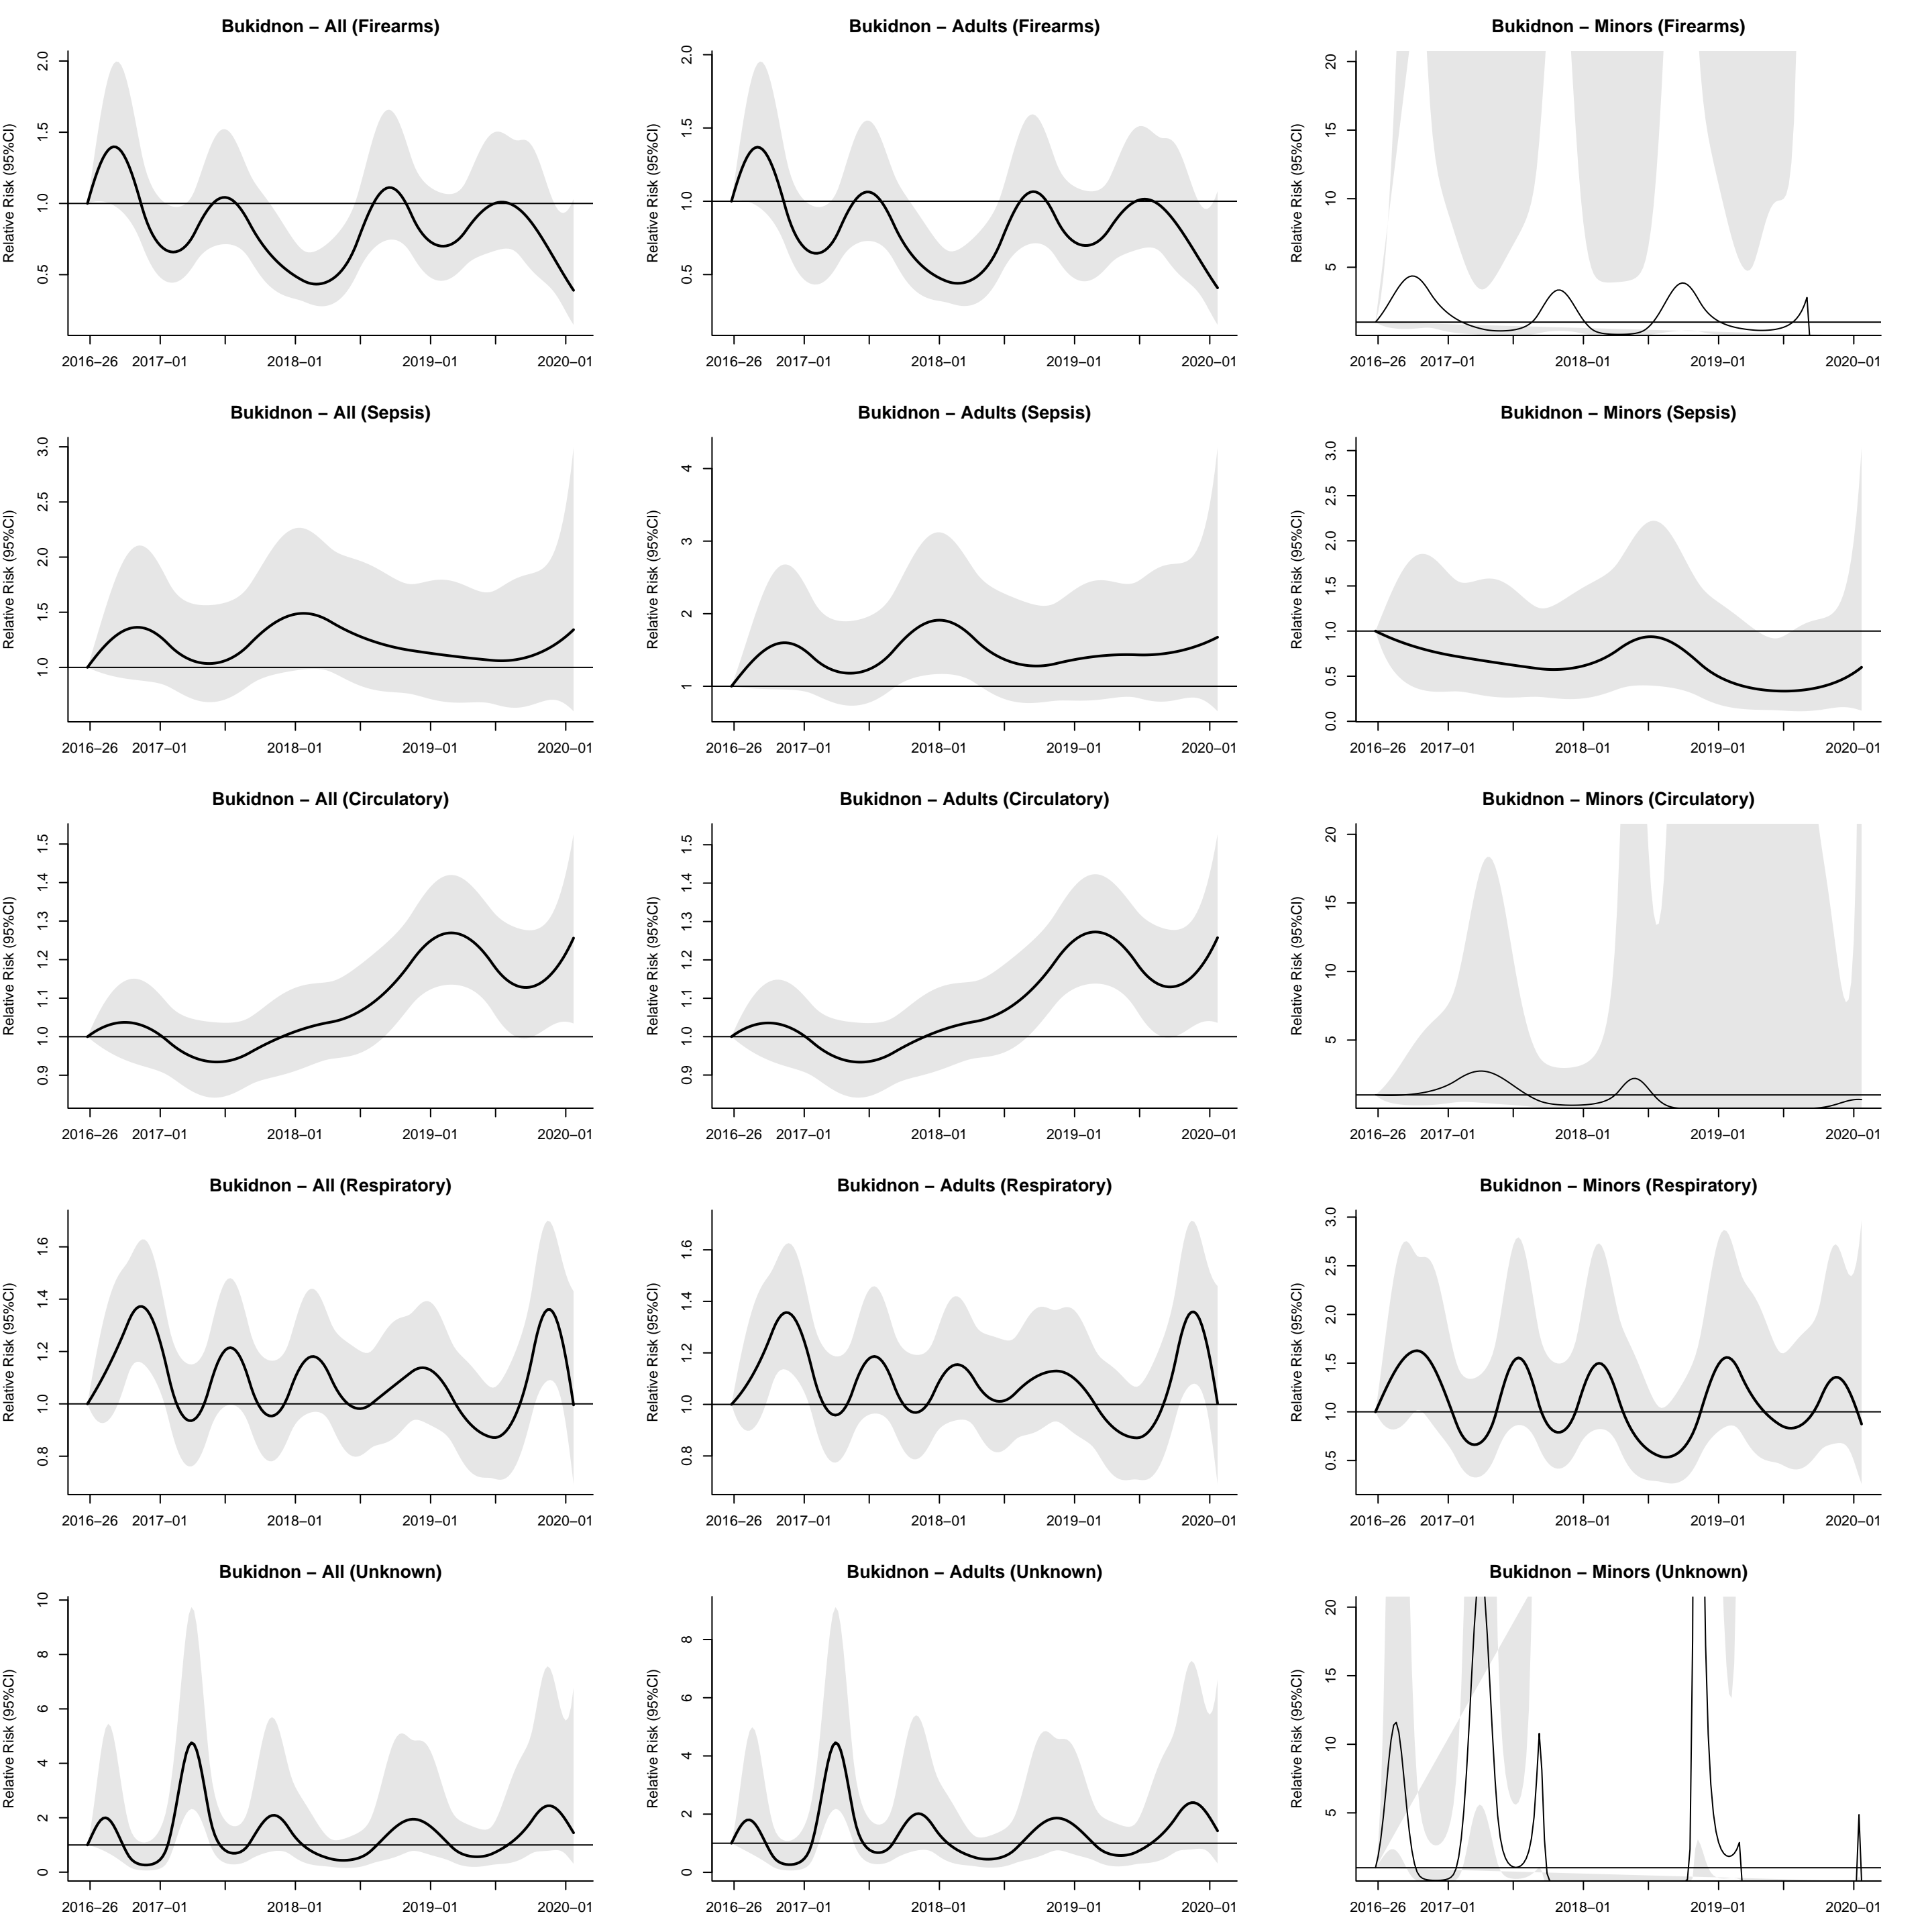 Bukidnon – All (Firearms)
Relative Risk (95%CI)
2.0
1.5
1.0
0.5
2016–26 2017–01 2018–01 2019–01 2020–01
Bukidnon – Adults (Firearms)
Relative Risk (95%CI)
2.0
1.5
1.0
0.5
2016–26 2017–01 2018–01 2019–01 2020–01
Bukidnon – Minors (Firearms)
Relative Risk (95%CI)
20
15
10
5
2016–26 2017–01 2018–01 2019–01 2020–01
Bukidnon – All (Sepsis)
Relative Risk (95%CI)
3.0
2.5
2.0
1.5
1.0
2016–26 2017–01 2018–01 2019–01 2020–01
Bukidnon – Adults (Sepsis)
Relative Risk (95%CI)
4
3
2
1
2016–26 2017–01 2018–01 2019–01 2020–01
Bukidnon – Minors (Sepsis)
Relative Risk (95%CI)
3.0
2.5
2.0
1.5
1.0
0.5
0.0
2016–26 2017–01 2018–01 2019–01 2020–01
Bukidnon – All (Circulatory)
Relative Risk (95%CI)
1.5
1.4
1.3
1.2
1.1
1.0
0.9
2016–26 2017–01 2018–01 2019–01 2020–01
Bukidnon – Adults (Circulatory)
Relative Risk (95%CI)
1.5
1.4
1.3
1.2
1.1
1.0
0.9
2016–26 2017–01 2018–01 2019–01 2020–01
Bukidnon – Minors (Circulatory)
Relative Risk (95%CI)
20
15
10
5
2016–26 2017–01 2018–01 2019–01 2020–01
Bukidnon – All (Respiratory)
Relative Risk (95%CI)
1.6
1.4
1.2
1.0
0.8
2016–26 2017–01 2018–01 2019–01 2020–01
Bukidnon – Adults (Respiratory)
Relative Risk (95%CI)
1.6
1.4
1.2
1.0
0.8
2016–26 2017–01 2018–01 2019–01 2020–01
Bukidnon – Minors (Respiratory)
Relative Risk (95%CI)
3.0
2.5
2.0
1.5
1.0
0.5
2016–26 2017–01 2018–01 2019–01 2020–01
Bukidnon – All (Unknown)
Relative Risk (95%CI)
10
8
6
4
2
0
2016–26 2017–01 2018–01 2019–01 2020–01
Bukidnon – Adults (Unknown)
Relative Risk (95%CI)
8
6
4
2
0
2016–26 2017–01 2018–01 2019–01 2020–01
Bukidnon – Minors (Unknown)
Relative Risk (95%CI)
20
15
10
5
2016–26 2017–01 2018–01 2019–01 2020–01